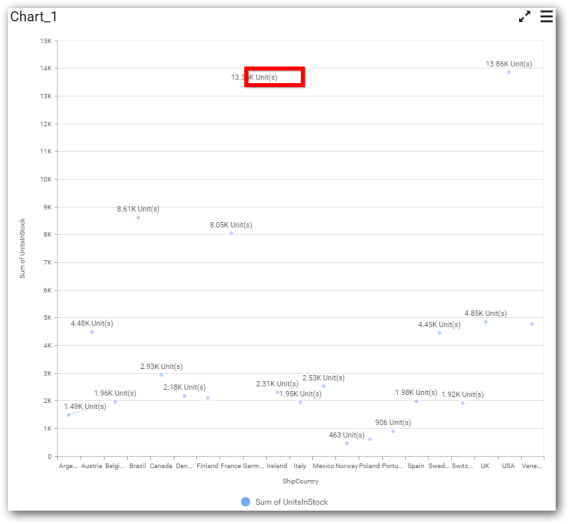 Chart_1
15K
14K
13K
12K
11K
10K
9K
8K
7K
6K
5K
4K
3K
2K
1K
0
Sum of UnitsInStock
13.86K Unit(s)
Unit(s)
8.61K Unit(s)
8.05K Unit(s)
4.85K Unit(s)
4.48K Unit(s)
4.45K Unit(s)
2.93K Unit(s)
2.53K Unit(s)
2.31K Unit(s)
2.18K Unit(s)
1.96K Unit(s)
1.95K Unit(s)
1.98K Unit(s)
1.92K Unit(s)
1.49K Unit(s)
906 Unit(s)
463 Unit(s)
Arge... Austria Belgi... Brazil Canada Den... Finland France Germ... Ireland Italy Mexico Norway Poland Portu... Spain Swed... Switz... UK USA Vene...
ShipCountry
Sum of UnitsInStock